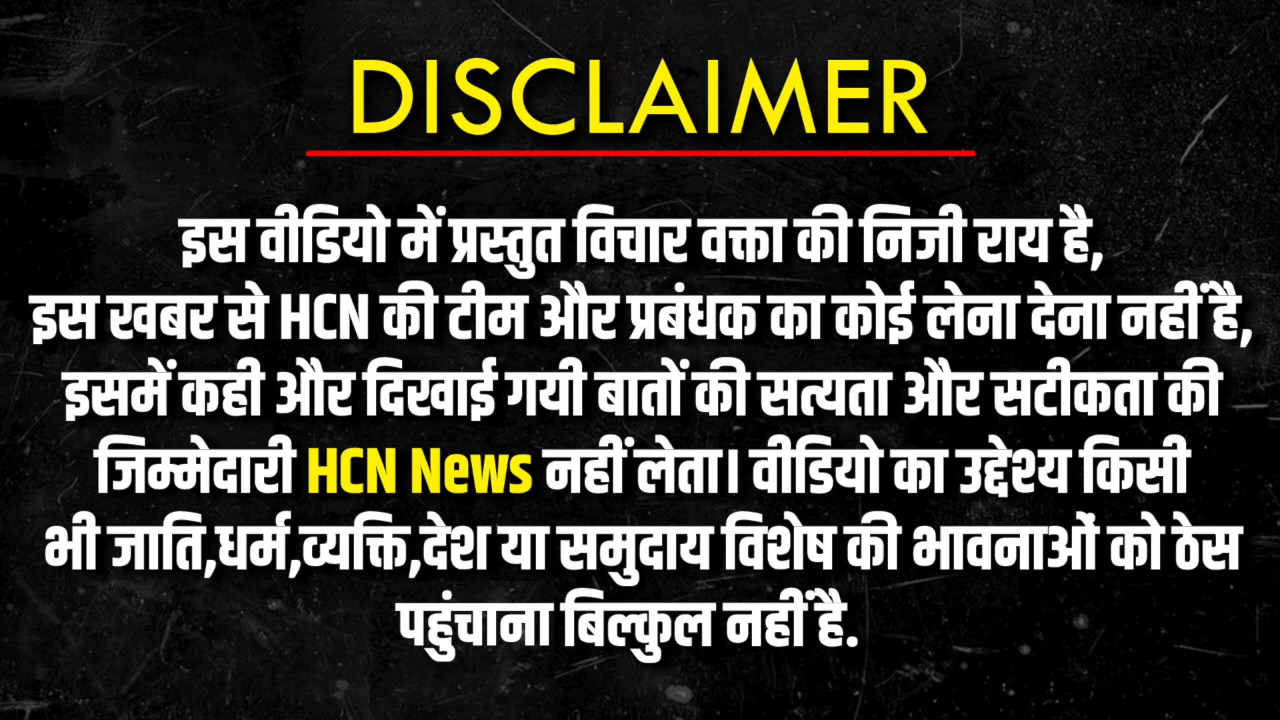 DISCLAIMER
इस वीडियो में प्रस्तुत विचार वक्ता की निजी राय है,
इस खबर से HCN की टीम और प्रबंधक का कोई लेना देना नहीं है,
इसमें कही और दिखाई गयी बातों की सत्यता और सटीकता की
जिम्मेदारी HCN News नहीं लेता। वीडियो का उद्देश्य किसी
भी जाति,धर्म,व्यक्ति,देश या समुदाय विशेष की भावनाओं को ठेस
पहुंचाना बिल्कुल नहीं है.